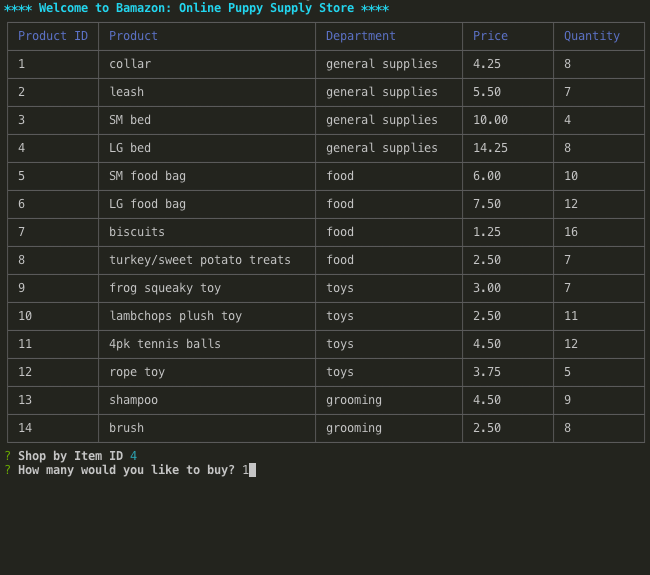 **** Welcome to Bamazon: Online Puppy Supply Store ****
Product ID Product Department Price Quantity
1 collar general supplies 4.25 8
2 leash general supplies 5.50 7
3 SM bed general supplies 10.00 4
4 LG bed general supplies 14.25 8
5 SM food bag food 6.00 10
6 LG food bag food 7.50 12
7 biscuits food 1.25 16
8 turkey/sweet potato treats food 2.50 7
9 frog squeaky toy toys 3.00 7
10 lambchops plush toy toys 2.50 11
11 4pk tennis balls toys 4.50 12
12 rope toy toys 3.75 5
13 shampoo grooming 4.50 9
14 brush grooming 2.50 8
? Shop by Item ID 4
? How many would you like to buy? 1